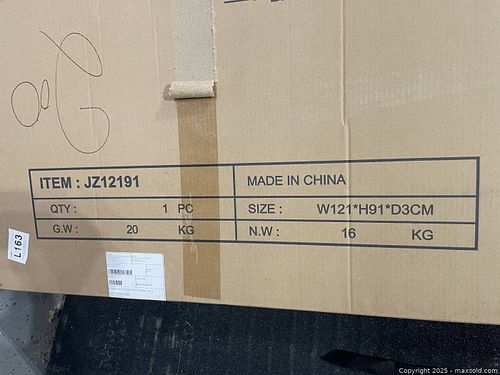 ITEM : JZ12191
MADE IN CHINA
QTY : 1 PC
SIZE : W121*H91*D3CM
G.W : 20 KG
N.W : 16 KG
L163
Copyright 2025 - maxsold.com